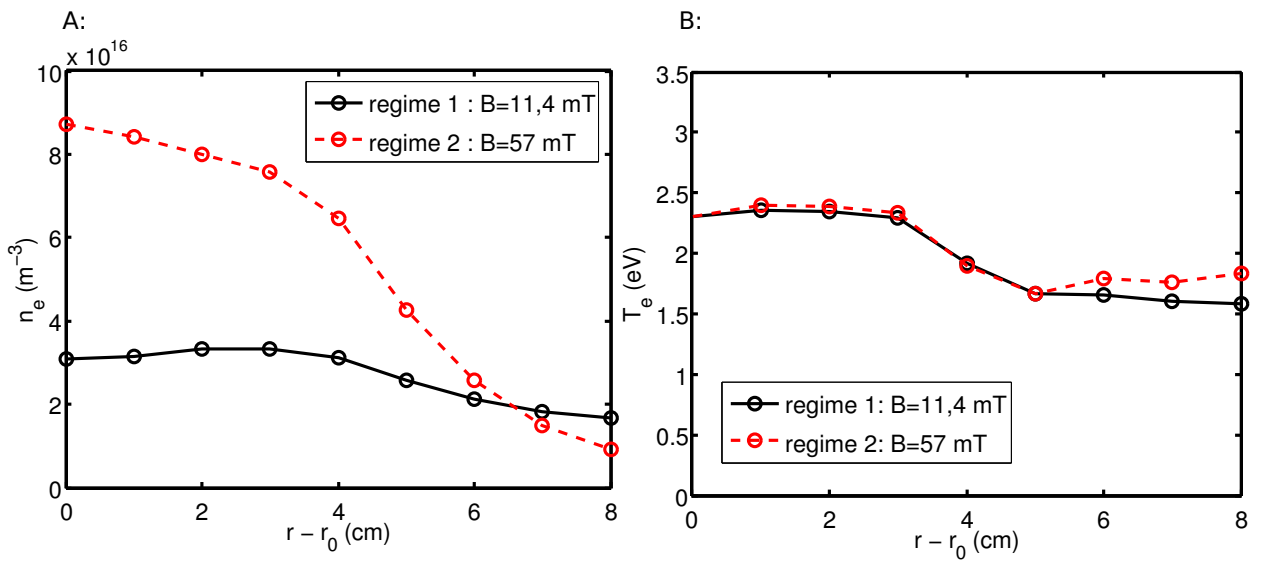 A:
x 10^16
10
8
6
4
2
0
n_e (m^−3)
regime 1 : B=11,4 mT
regime 2 : B=57 mT
0 2 4 6 8
r − r_0 (cm)
B:
3.5
3
2.5
2
1.5
1
0.5
0
T_e (eV)
regime 1: B=11,4 mT
regime 2: B=57 mT
0 2 4 6 8
r − r_0 (cm)